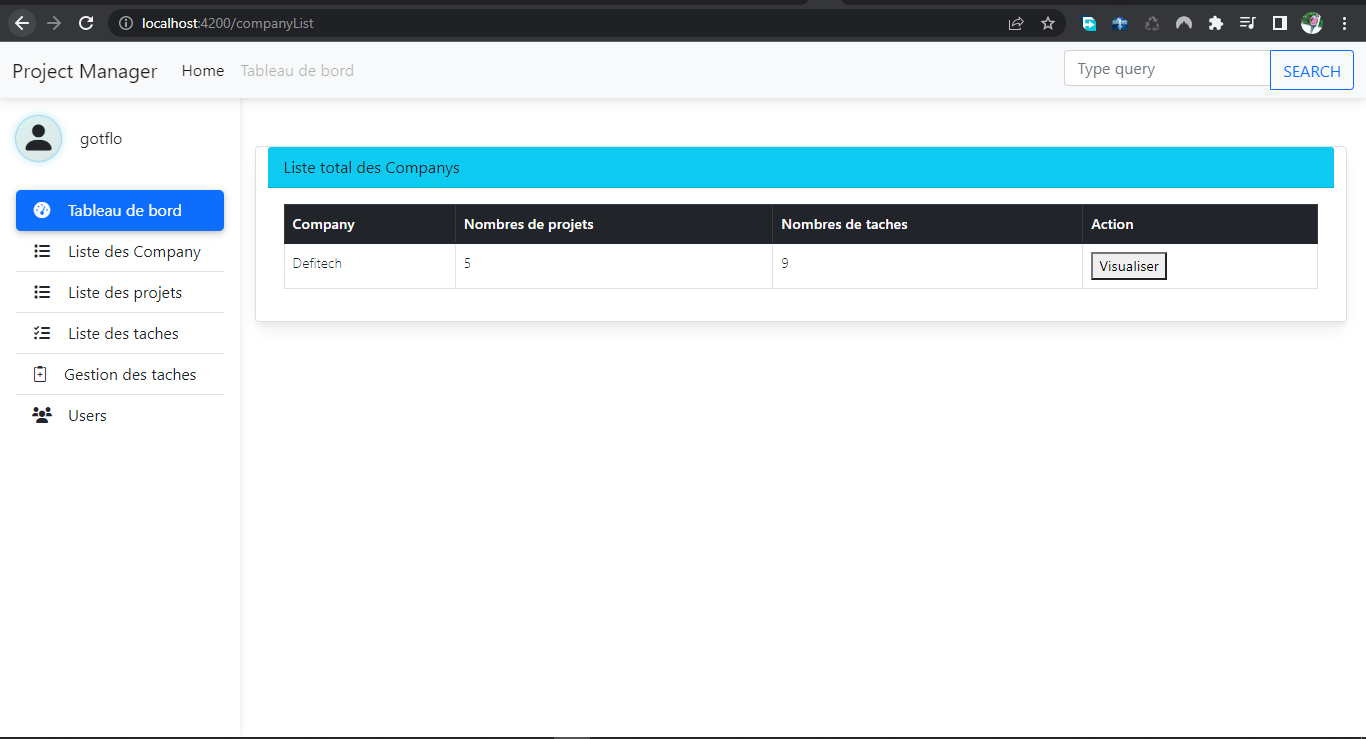 localhost:4200/companyList
Project Manager Home Tableau de bord Type query SEARCH
gotflo
Tableau de bord
Liste des Company
Liste des projets
Liste des taches
Gestion des taches
Users
Liste total des Companys
Company Nombres de projets Nombres de taches Action
Defitech 5 9 Visualiser